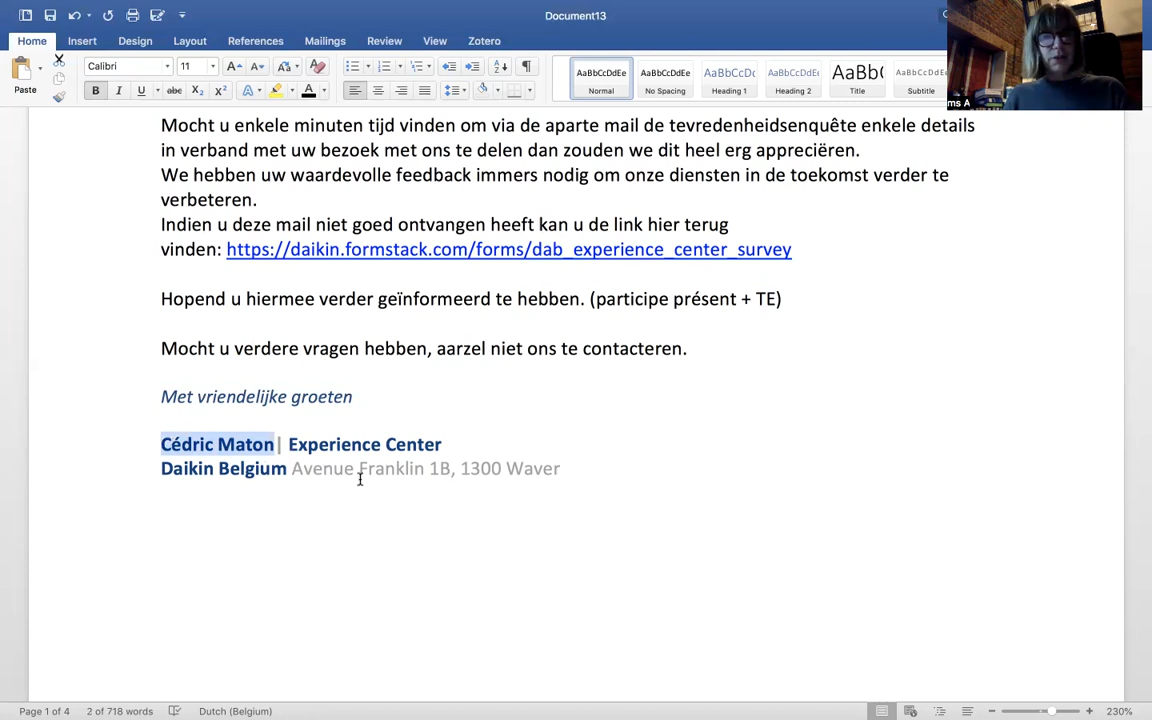 Document13
Home Insert Design Layout References Mailings Review View Zotero
Calibri 11 AaBbCcDdEe AaBbCcDdEe AaBbCcDc AaBbCcDdEe AaBb( AaBbCcDdEe
Paste B I U abc X2 X2 A A Normal No Spacing Heading 1 Heading 2 Title Subtitle
ms A
Mocht u enkele minuten tijd vinden om via de aparte mail de tevredenheidsenquête enkele details
in verband met uw bezoek met ons te delen dan zouden we dit heel erg appreciëren.
We hebben uw waardevolle feedback immers nodig om onze diensten in de toekomst verder te
verbeteren.
Indien u deze mail niet goed ontvangen heeft kan u de link hier terug
vinden: https://daikin.formstack.com/forms/dab_experience_center_survey
Hopend u hiermee verder geïnformeerd te hebben. (participe présent + TE)
Mocht u verdere vragen hebben, aarzel niet ons te contacteren.
Met vriendelijke groeten
Cédric Maton| Experience Center
Daikin Belgium Avenue Franklin 1B, 1300 Waver
Page 1 of 4 2 of 718 words Dutch (Belgium) 230%